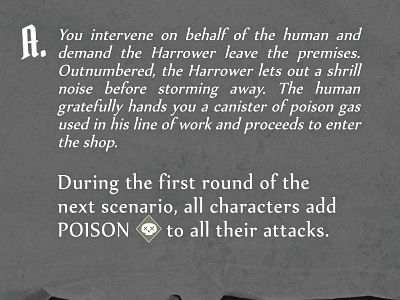 A. You intervene on behalf of the human and
demand the Harrower leave the premises.
Outnumbered, the Harrower lets out a shrill
noise before storming away. The human
gratefully hands you a canister of poison gas
used in his line of work and proceeds to enter
the shop.
During the first round of the
next scenario, all characters add
POISON to all their attacks.